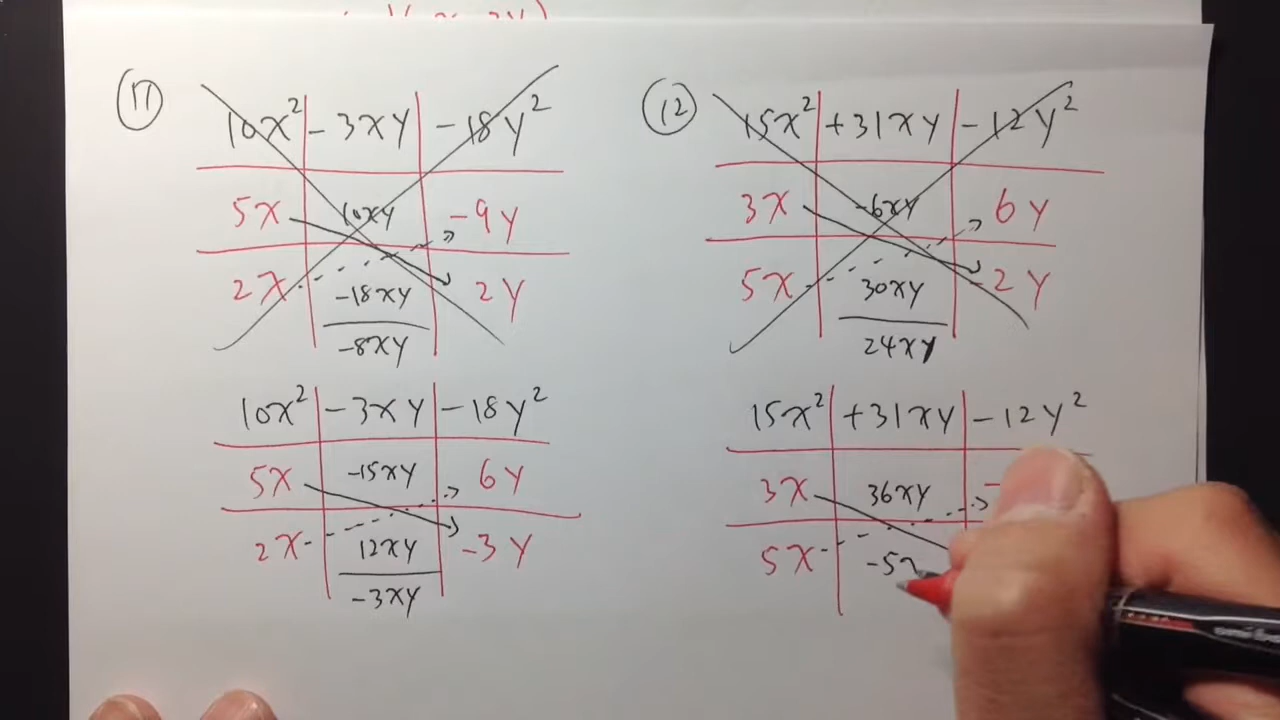 ⑪
10x² - 3xy - 18y²
5x 10xy -9y
2x -18xy 2y
-8xy
⑫
15x² +31xy -12y²
3x -6xy 6y
5x 30xy -2y
24xy
10x² -3xy -18y²
5x -15xy 6y
2x 12xy -3y
-3xy
15x² +31xy -12y²
3x 36xy -
5x -5x